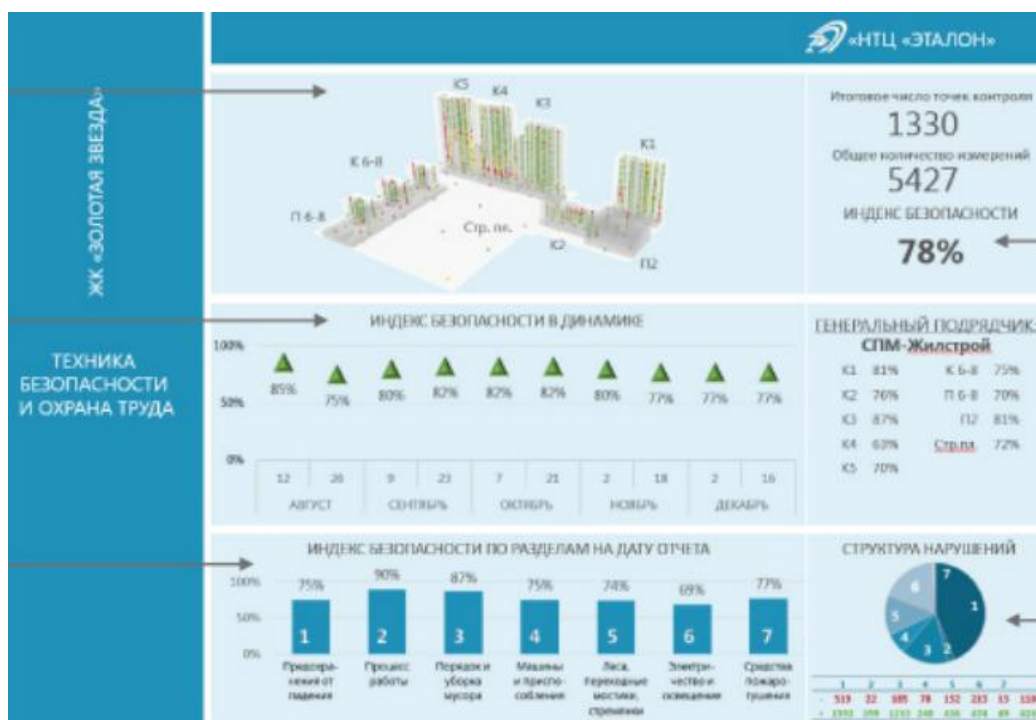 «НТЦ «ЭТАЛОН»
ЖК «ЗОЛОТАЯ ЗВЕЗДА»
ТЕХНИКА
БЕЗОПАСНОСТИ
И ОХРАНА ТРУДА
К5
К4
К3
К1
К 6-8
П 6-8
Стр. пл.
К2
П2
Итоговое число точек контроля
1330
Общее количество измерений
5427
ИНДЕКС БЕЗОПАСНОСТИ
78%
ИНДЕКС БЕЗОПАСНОСТИ В ДИНАМИКЕ
100%
50%
0%
85% 75% 80% 82% 82% 82% 80% 77% 77% 77%
12 26 9 23 7 21 2 18 2 16
АВГУСТ СЕНТЯБРЬ ОКТЯБРЬ НОЯБРЬ ДЕКАБРЬ
ГЕНЕРАЛЬНЫЙ ПОДРЯДЧИК:
СПМ-Жилстрой
К1 81% К 6-8 75%
К2 76% П 6-8 70%
К3 87% П2 81%
К4 63% Стр.пл. 72%
К5 70%
ИНДЕКС БЕЗОПАСНОСТИ ПО РАЗДЕЛАМ НА ДАТУ ОТЧЕТА
100%
50%
0%
75% 90% 87% 75% 74% 69% 77%
1 2 3 4 5 6 7
Предохра- Процесс Порядок и Машины Леса, Электри- Средства
нения от работы уборка и приспо- переходные чество и пожаро-
падения мусора собления мостики, освещение тушения
стремянки
СТРУКТУРА НАРУШЕНИЙ
7
6
1
5
4
3
2
1 2 3 4 5 6 7
- 519 22 78 152 213 15
+